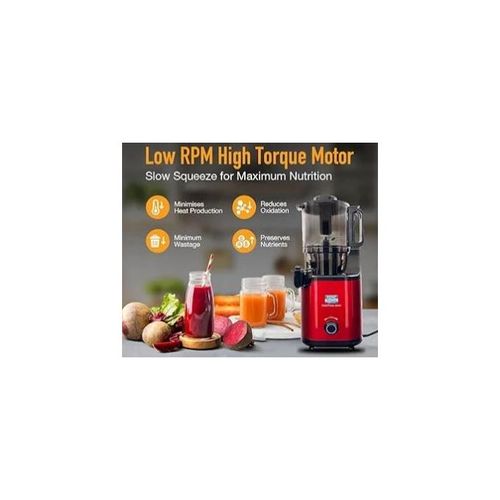 Low RPM High Torque Motor
Slow Squeeze for Maximum Nutrition
Minimises
Heat Production
Reduces
Oxidation
Minimum
Wastage
Preserves
Nutrients